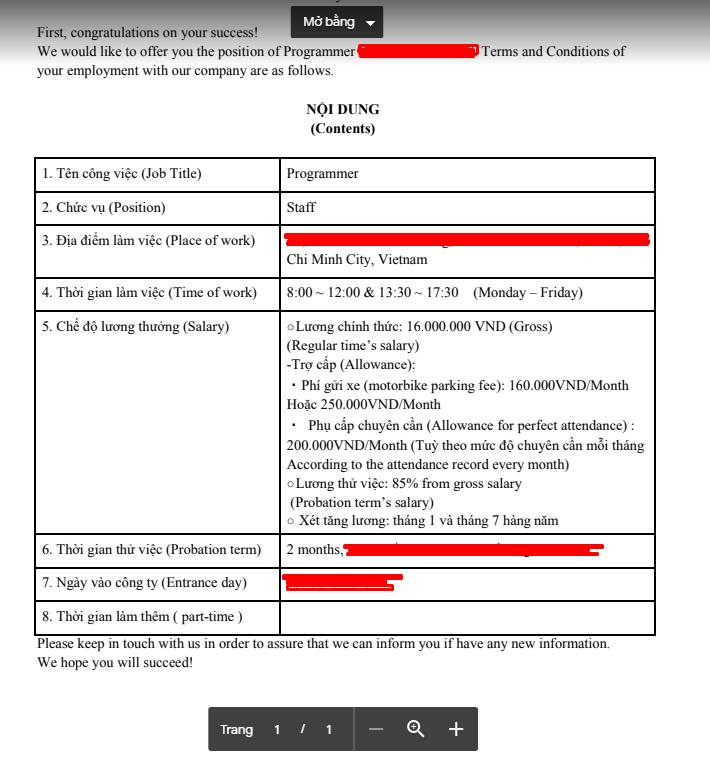 Mở bằng
First, congratulations on your success!
We would like to offer you the position of Programmer Terms and Conditions of
your employment with our company are as follows.
NỘI DUNG
(Contents)
1. Tên công việc (Job Title)
Programmer
2. Chức vụ (Position)
Staff
3. Địa điểm làm việc (Place of work)
Chi Minh City, Vietnam
4. Thời gian làm việc (Time of work)
8:00 ~ 12:00 & 13:30 ~ 17:30 (Monday – Friday)
5. Chế độ lương thưởng (Salary)
○Lương chính thức: 16.000.000 VND (Gross)
(Regular time’s salary)
-Trợ cấp (Allowance):
・Phí gửi xe (motorbike parking fee): 160.000VND/Month
Hoặc 250.000VND/Month
・ Phụ cấp chuyên cần (Allowance for perfect attendance) :
200.000VND/Month (Tuỳ theo mức độ chuyên cần mỗi tháng
According to the attendance record every month)
○Lương thử việc: 85% from gross salary
(Probation term’s salary)
○ Xét tăng lương: tháng 1 và tháng 7 hàng năm
6. Thời gian thử việc (Probation term)
2 months,
7. Ngày vào công ty (Entrance day)
8. Thời gian làm thêm ( part-time )
Please keep in touch with us in order to assure that we can inform you if have any new information.
We hope you will succeed!
Trang 1 / 1